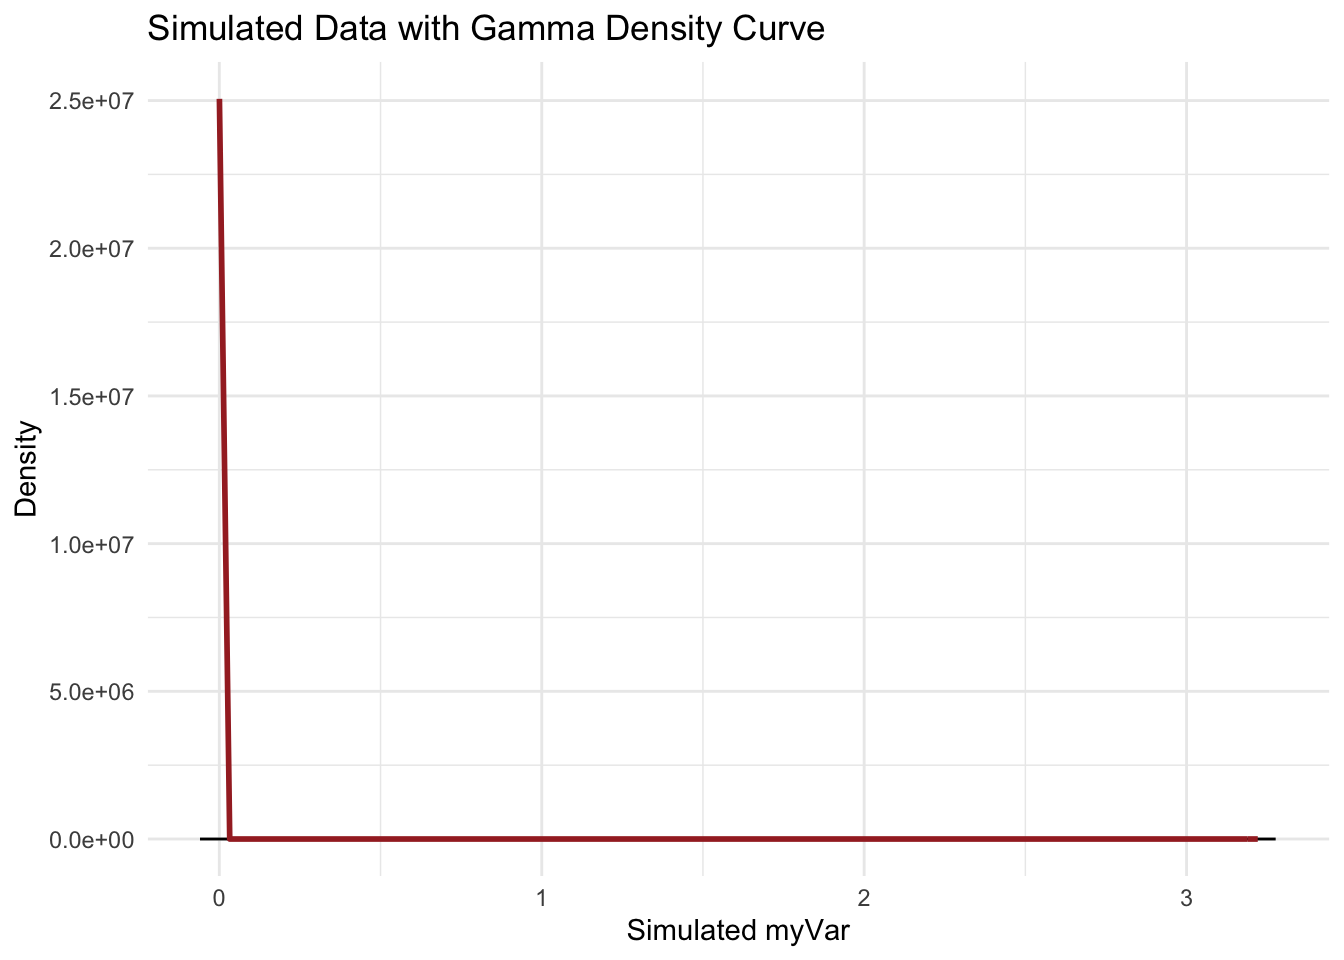 Simulated Data with Gamma Density Curve
2.5e+07
2.0e+07
1.5e+07
1.0e+07
5.0e+06
0.0e+00
Density
0 1 2 3
Simulated myVar